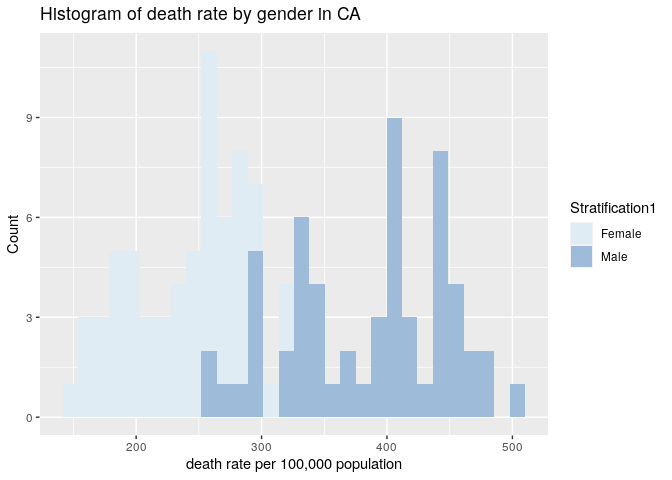 Histogram of death rate by gender in CA
Count
9
6
3
0
200
300
400
500
death rate per 100,000 population
Stratification1
Female
Male